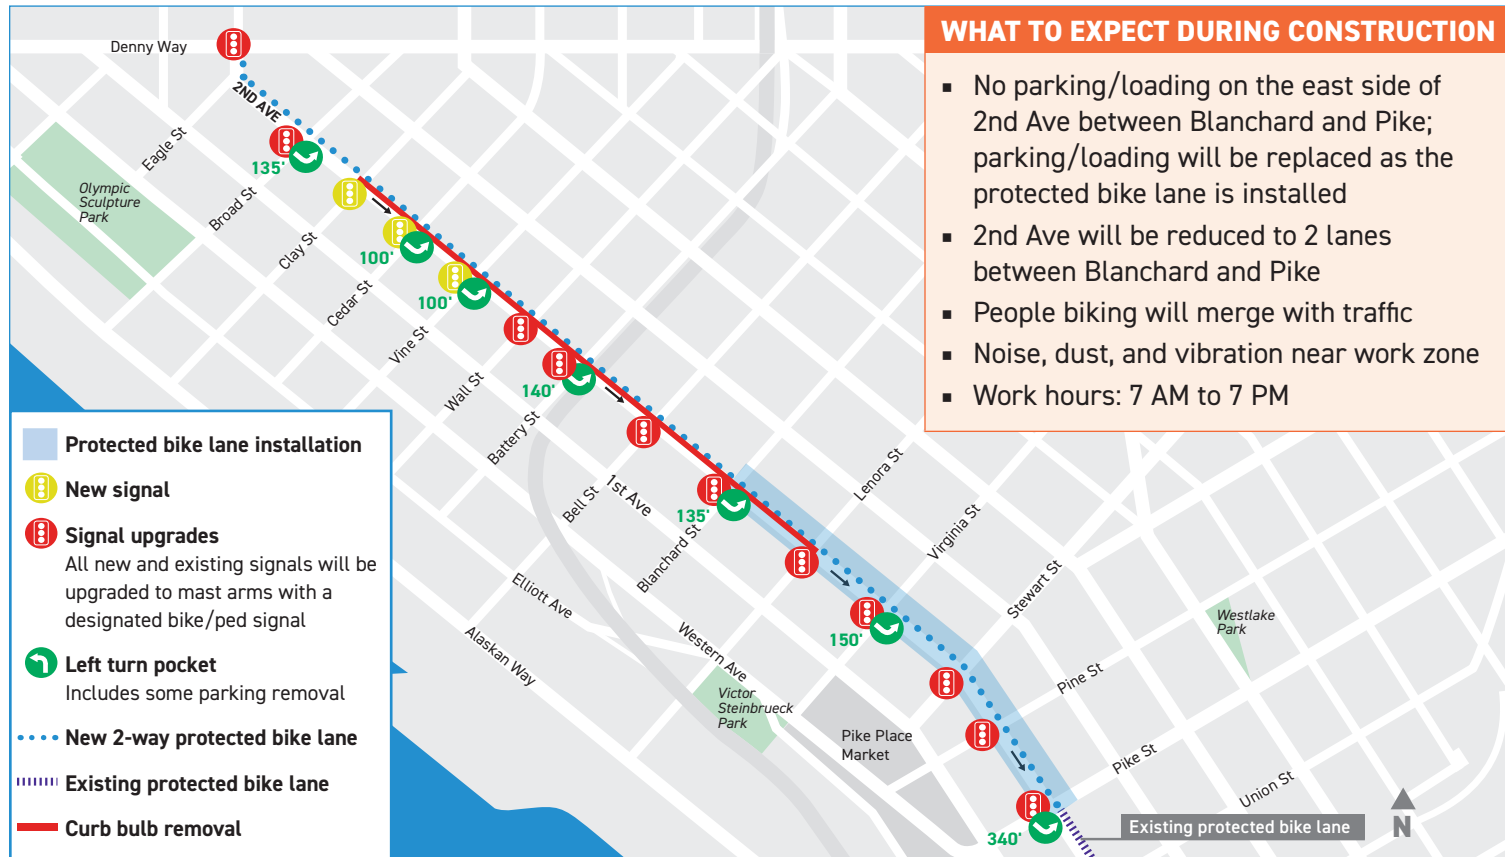 Denny Way
2ND AVE
Eagle St
135'
Olympic
Sculpture
Park
Broad St
Clay St
100'
Cedar St
100'
Vine St
Wall St
140'
Battery St
Bell St
1st Ave
135'
Blanchard St
Lenora St
Virginia St
Stewart St
Elliott Ave
150'
Western Ave
Alaskan Way
Westlake
Park
Pine St
Victor
Steinbrueck
Park
Pike Place
Market
Pike St
Union St
340'
Existing protected bike lane
N
WHAT TO EXPECT DURING CONSTRUCTION
▪ No parking/loading on the east side of
2nd Ave between Blanchard and Pike;
parking/loading will be replaced as the
protected bike lane is installed
▪ 2nd Ave will be reduced to 2 lanes
between Blanchard and Pike
▪ People biking will merge with traffic
▪ Noise, dust, and vibration near work zone
▪ Work hours: 7 AM to 7 PM
Protected bike lane installation
New signal
Signal upgrades
All new and existing signals will be
upgraded to mast arms with a
designated bike/ped signal
Left turn pocket
Includes some parking removal
New 2-way protected bike lane
Existing protected bike lane
Curb bulb removal